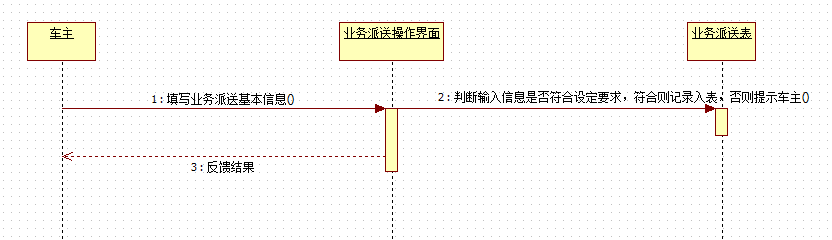 车主
业务派送操作界面
业务派送表
1 : 填写业务派送基本信息()
2 : 判断输入信息是否符合设定要求，符合则记录入表，否则提示车主()
3 : 反馈结果